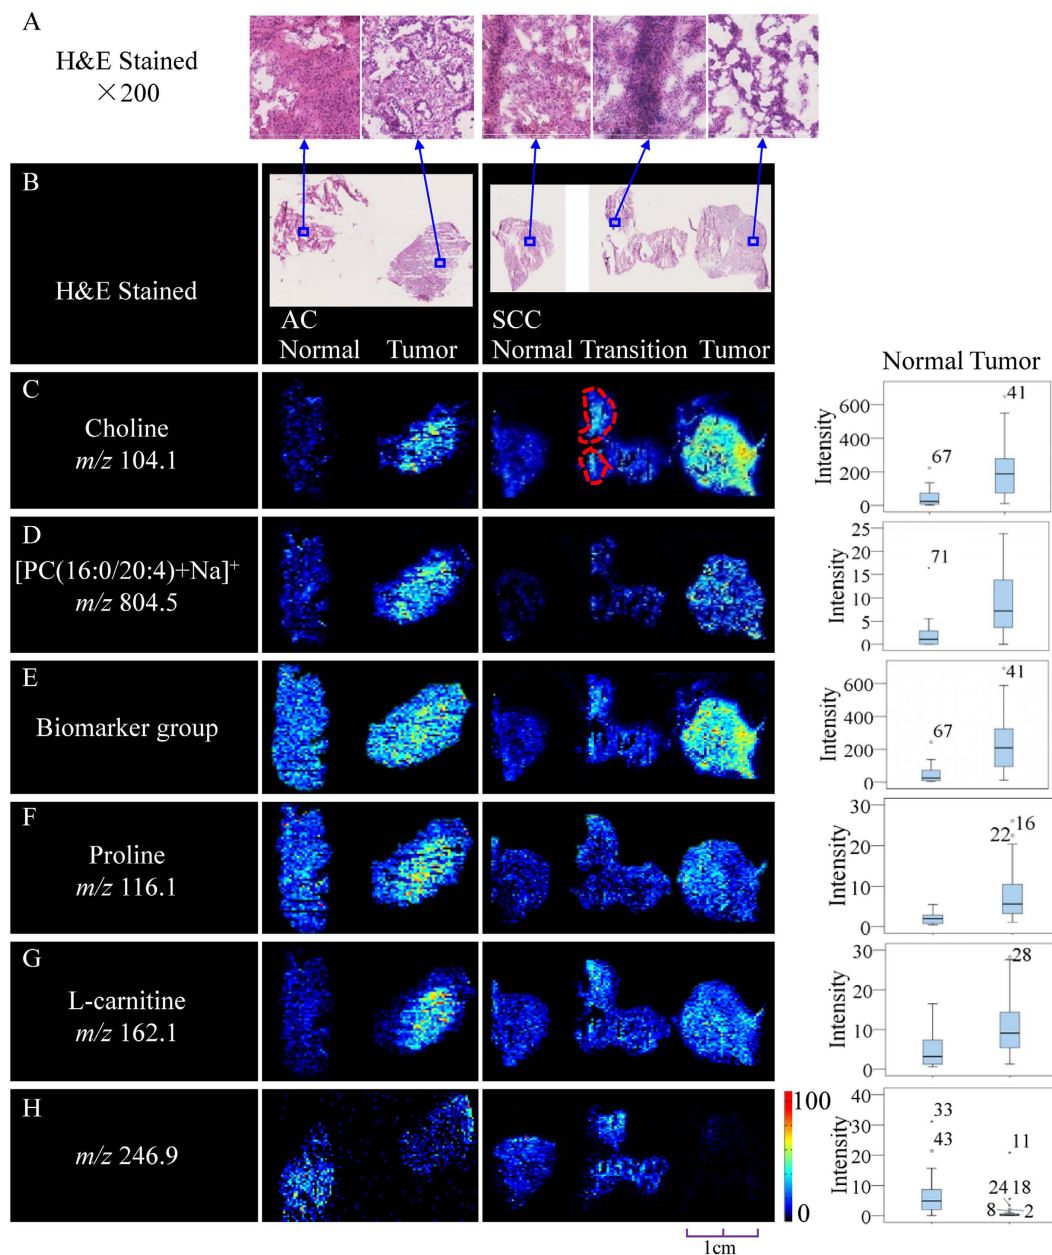 A
H&E Stained
×200
B
H&E Stained
AC
Normal Tumor
SCC
Normal Transition Tumor
Normal Tumor
C
Choline
m/z 104.1
Intensity
600
400
200
0
67
41
D
[PC(16:0/20:4)+Na]+
m/z 804.5
Intensity
25
20
15
10
5
0
71
E
Biomarker group
Intensity
600
400
200
0
67
41
F
Proline
m/z 116.1
Intensity
30
20
10
0
22 16
G
L-carnitine
m/z 162.1
Intensity
30
20
10
0
28
H
m/z 246.9
100
0
Intensity
40
30
20
10
0
33
43
11
24 18
8 2
1cm